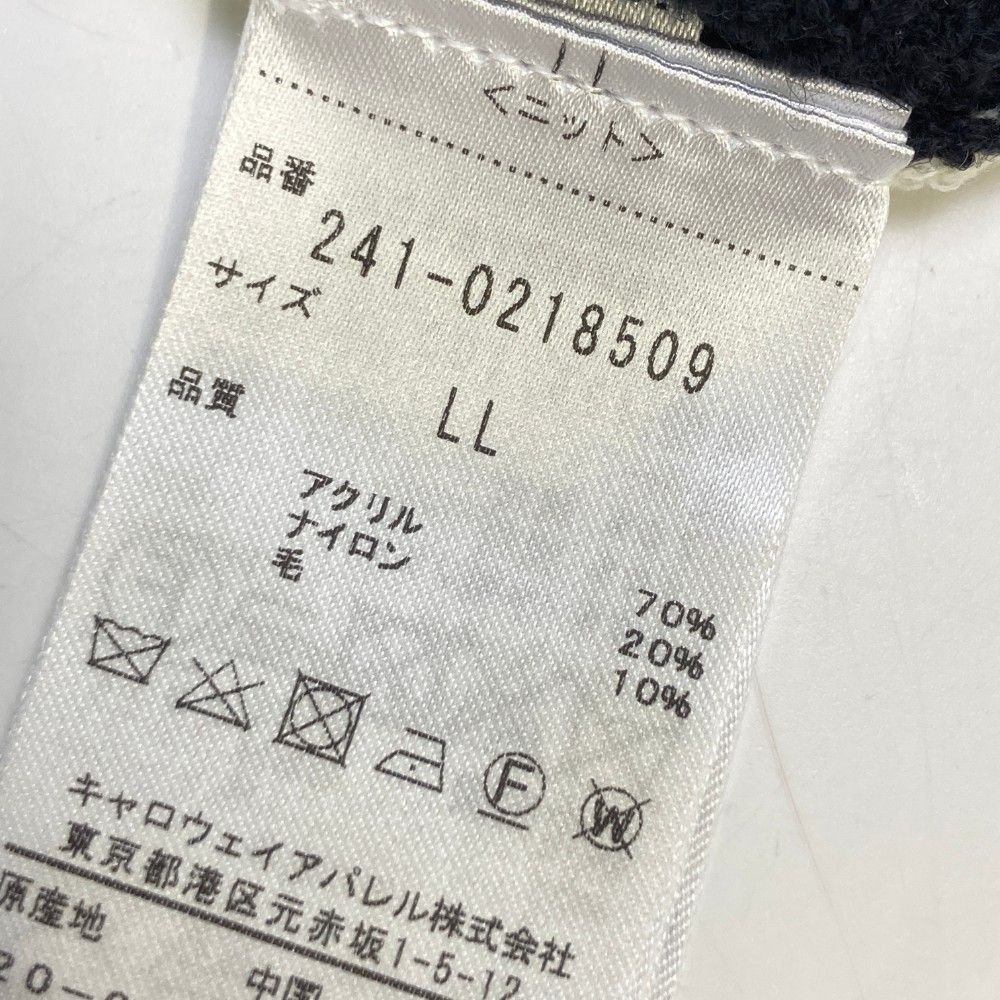 <ニット>
品番
241-0218509
サイズ
LL
品質
アクリル 70%
ナイロン 20%
毛 10%
F
W
キャロウェイアパレル株式会社
東京都港区元赤坂1-5-12
原産地
中国